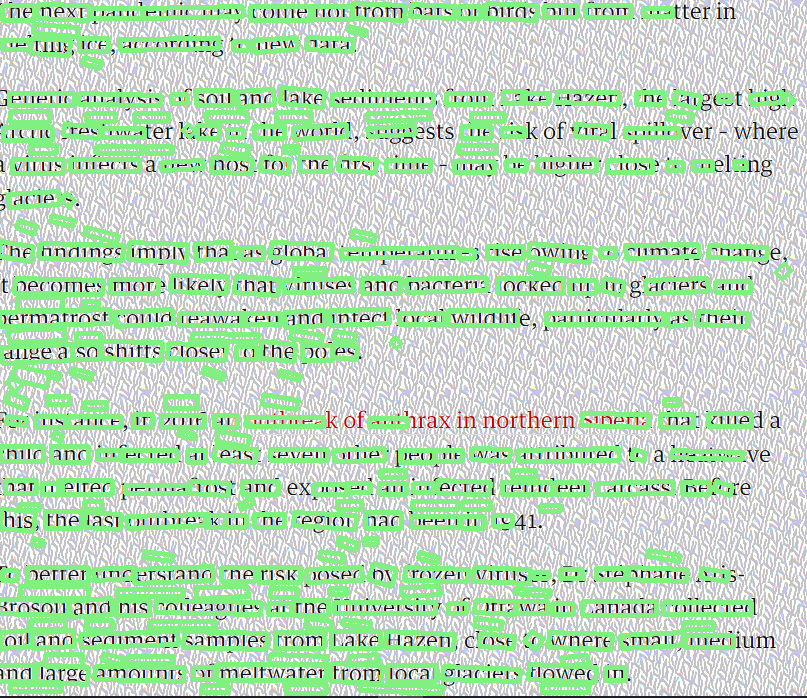 The next pandemic may come not from bats or birds but from matter in
melting ice, according to new data.
Genetic analysis of soil and lake sediments from Lake Hazen, the largest high
Arctic freshwater lake in the world, suggests the risk of viral spillover - where
a virus infects a new host for the first time - may be higher close to melting
glaciers.
The findings imply that as global temperatures rise owing to climate change,
it becomes more likely that viruses and bacteria locked up in glaciers and
permafrost could reawaken and infect local wildlife, particularly as their
range also shifts closer to the poles.
For instance, in 2016 an outbreak of anthrax in northern Siberia that killed a
child and infected at least seven other people was attributed to a heatwave
that melted permafrost and exposed an infected reindeer carcass. Before
this, the last outbreak in the region had been in 1941.
To better understand the risk posed by frozen viruses, Dr Stephane Aris-
Brosou and his colleagues at the University of Ottawa in Canada collected
soil and sediment samples from Lake Hazen, close to where small, medium
and large amounts of meltwater from local glaciers flowed in.